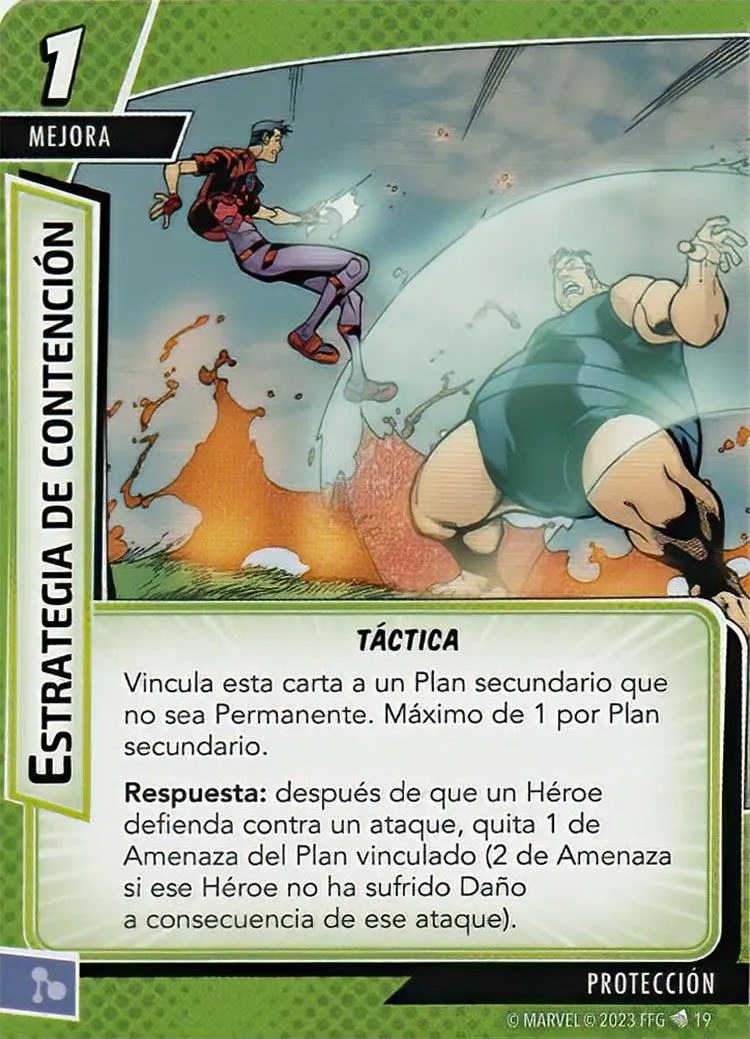 1
MEJORA
ESTRATEGIA DE CONTENCIÓN
TÁCTICA
Vincula esta carta a un Plan secundario que
no sea Permanente. Máximo de 1 por Plan
secundario.
Respuesta: después de que un Héroe
defienda contra un ataque, quita 1 de
Amenaza del Plan vinculado (2 de Amenaza
si ese Héroe no ha sufrido Daño
a consecuencia de ese ataque).
PROTECCIÓN
© MARVEL © 2023 FFG 19